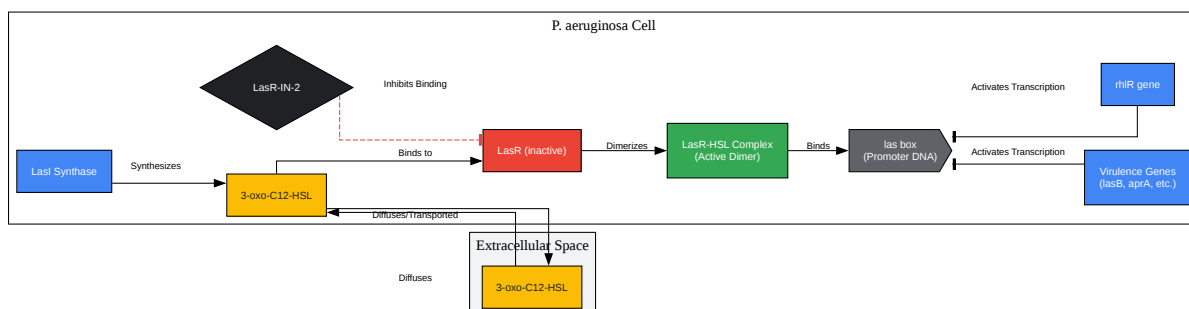 P. aeruginosa Cell
LasR-IN-2
Inhibits Binding
Activates Transcription
rhlR gene
LasI Synthase
Synthesizes
3-oxo-C12-HSL
Binds to
LasR (inactive)
Dimerizes
LasR-HSL Complex
(Active Dimer)
Binds
las box
(Promoter DNA)
Activates Transcription
Virulence Genes
(lasB, aprA, etc.)
Diffuses/Transported
Extracellular Space
Diffuses
3-oxo-C12-HSL